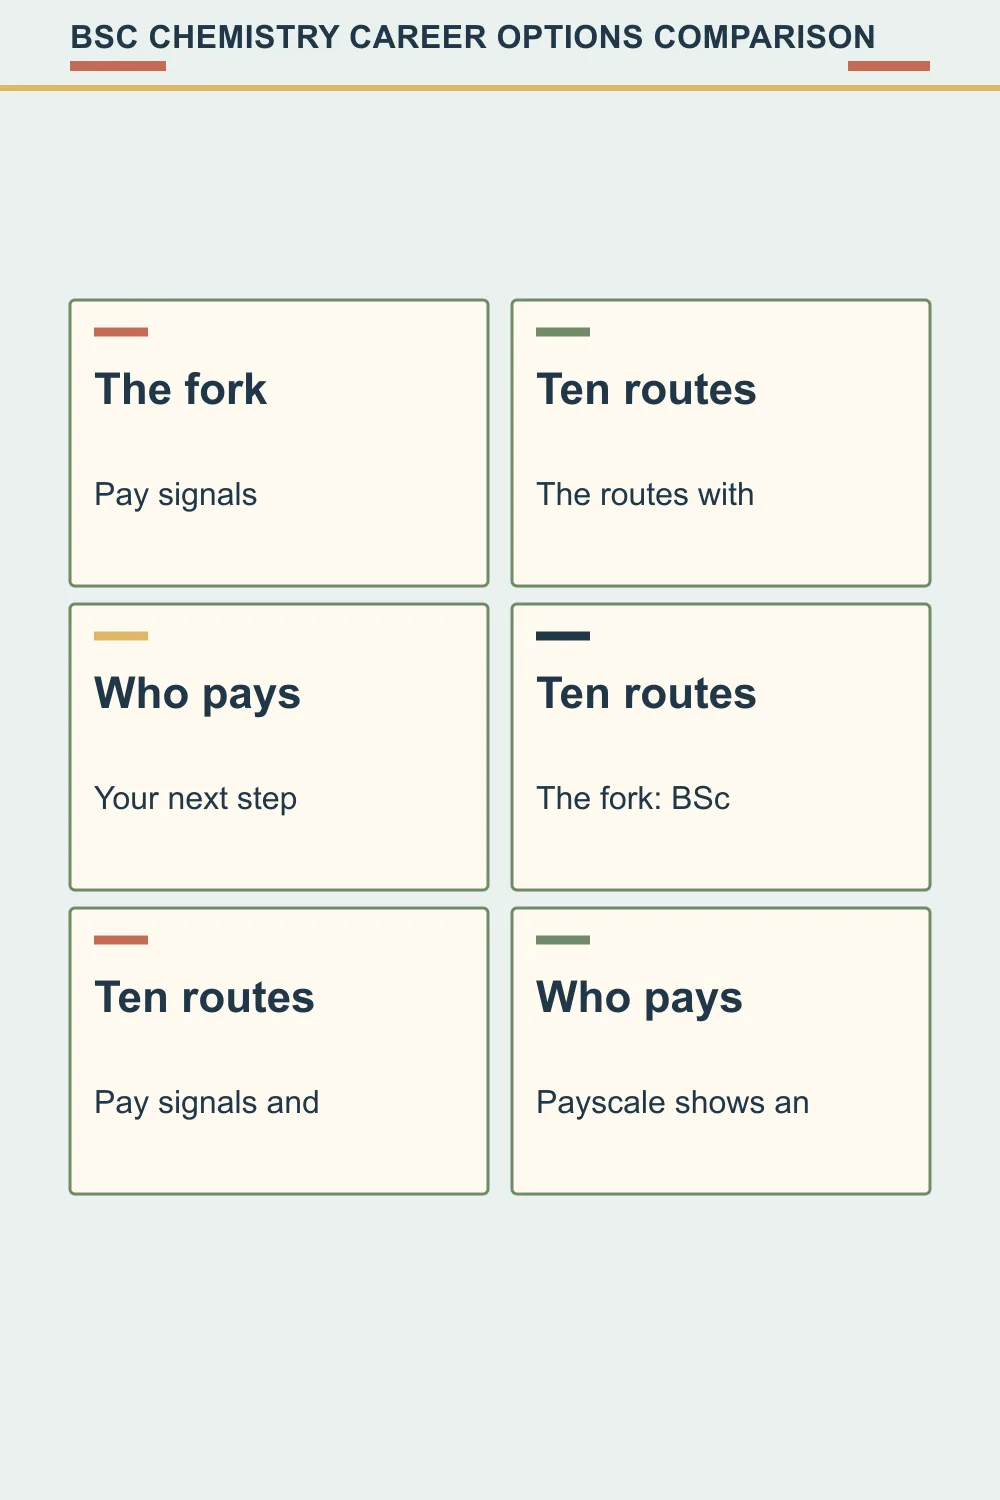 BSC CHEMISTRY CAREER OPTIONS COMPARISON
The fork
Pay signals
Ten routes
The routes with
Who pays
Your next step
Ten routes
The fork: BSc
Ten routes
Pay signals and
Who pays
Payscale shows an